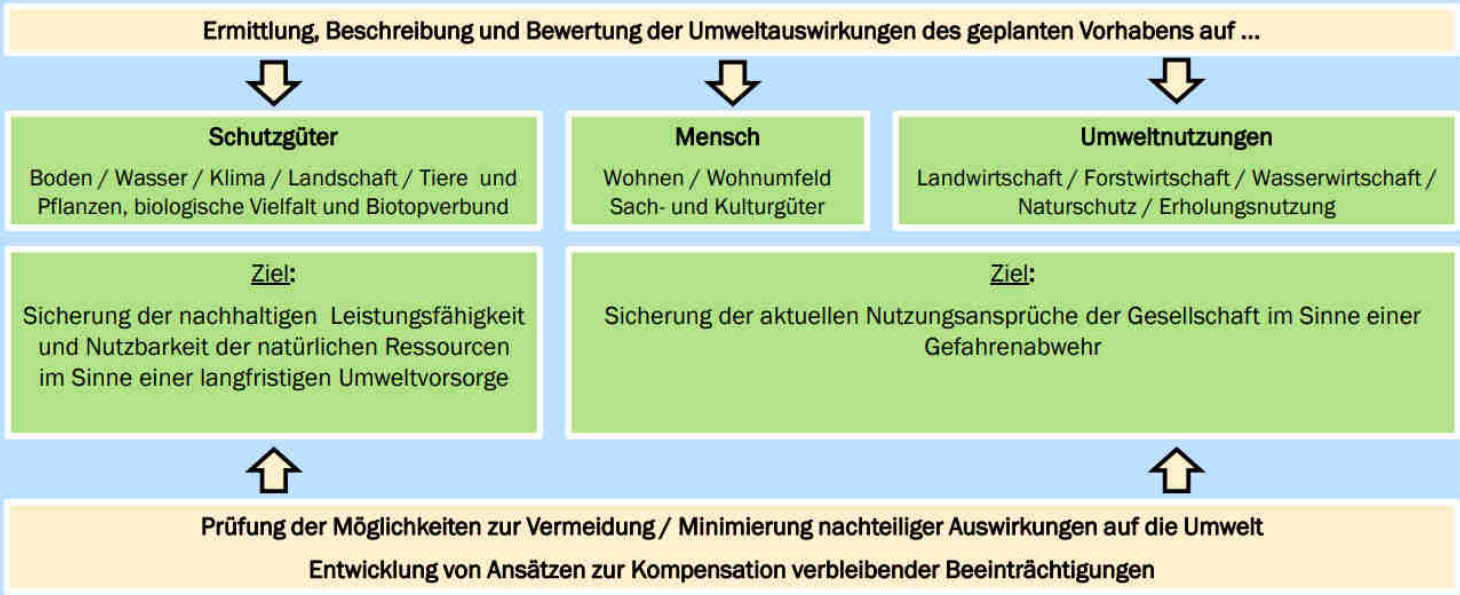 Ermittlung, Beschreibung und Bewertung der Umweltauswirkungen des geplanten Vorhabens auf ...
Schutzgüter
Boden / Wasser / Klima / Landschaft / Tiere und
Pflanzen, biologische Vielfalt und Biotopverbund
Mensch
Wohnen / Wohnumfeld
Sach- und Kulturgüter
Umweltnutzungen
Landwirtschaft / Forstwirtschaft / Wasserwirtschaft /
Naturschutz / Erholungsnutzung
Ziel:
Sicherung der nachhaltigen Leistungsfähigkeit
und Nutzbarkeit der natürlichen Ressourcen
im Sinne einer langfristigen Umweltvorsorge
Ziel:
Sicherung der aktuellen Nutzungsansprüche der Gesellschaft im Sinne einer
Gefahrenabwehr
Prüfung der Möglichkeiten zur Vermeidung / Minimierung nachteiliger Auswirkungen auf die Umwelt
Entwicklung von Ansätzen zur Kompensation verbleibender Beeinträchtigungen